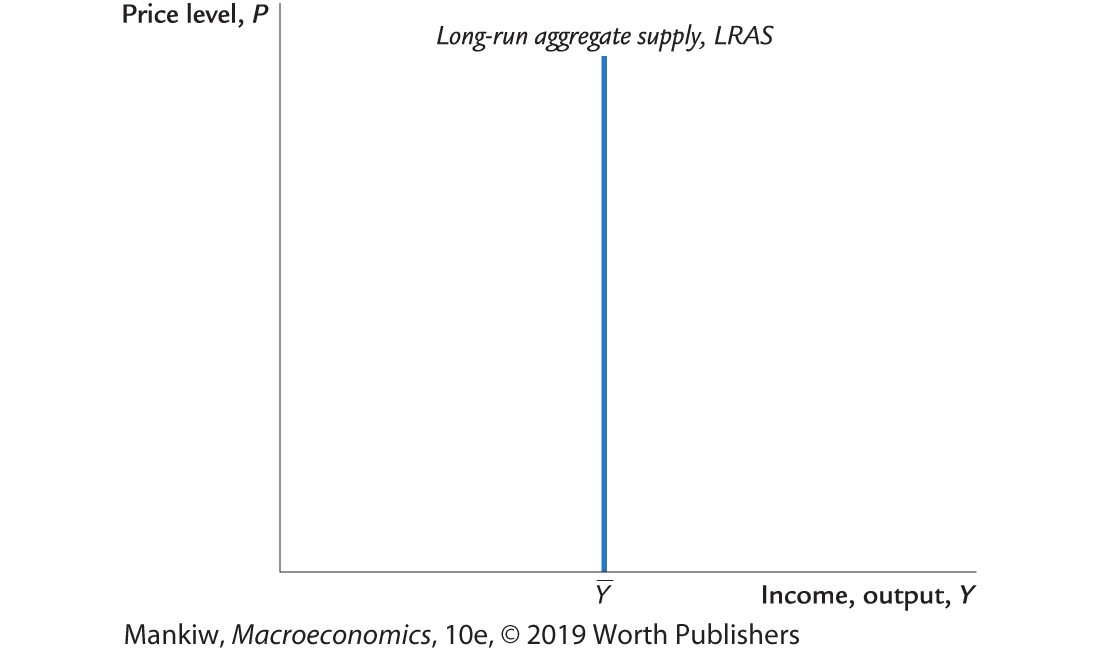 Price level, P
Long-run aggregate supply, LRAS
Y̅
Income, output, Y
Mankiw, Macroeconomics, 10e, © 2019 Worth Publishers